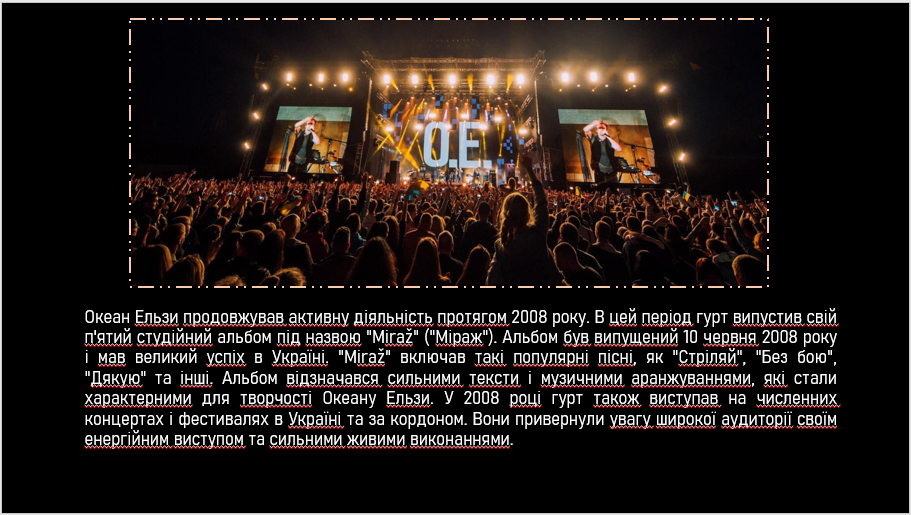 O.E.
Океан Ельзи продовжував активну діяльність протягом 2008 року. В цей період гурт випустив свій
п'ятий студійний альбом під назвою "Miraž" ("Міраж"). Альбом був випущений 10 червня 2008 року
і мав великий успіх в Україні. "Miraž" включав такі популярні пісні, як "Стріляй", "Без бою",
"Дякую" та інші. Альбом відзначався сильними тексти і музичними аранжуваннями, які стали
характерними для творчості Океану Ельзи. У 2008 році гурт також виступав на численних
концертах і фестивалях в Україні та за кордоном. Вони привернули увагу широкої аудиторії своїм
енергійним виступом та сильними живими виконаннями.